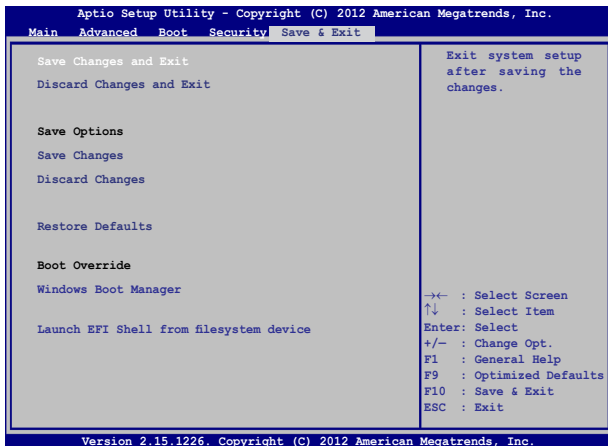 Aptio Setup Utility - Copyright (C) 2012 American Megatrends, Inc.
Main Advanced Boot Security Save & Exit
Save Changes and Exit
Discard Changes and Exit
Save Options
Save Changes
Discard Changes
Restore Defaults
Boot Override
Windows Boot Manager
Launch EFI Shell from filesystem device
Exit system setup
after saving the
changes.
→← : Select Screen
↑↓ : Select Item
Enter: Select
+/— : Change Opt.
F1 : General Help
F9 : Optimized Defaults
F10 : Save & Exit
ESC : Exit
Version 2.15.1226. Copyright (C) 2012 American Megatrends, Inc.